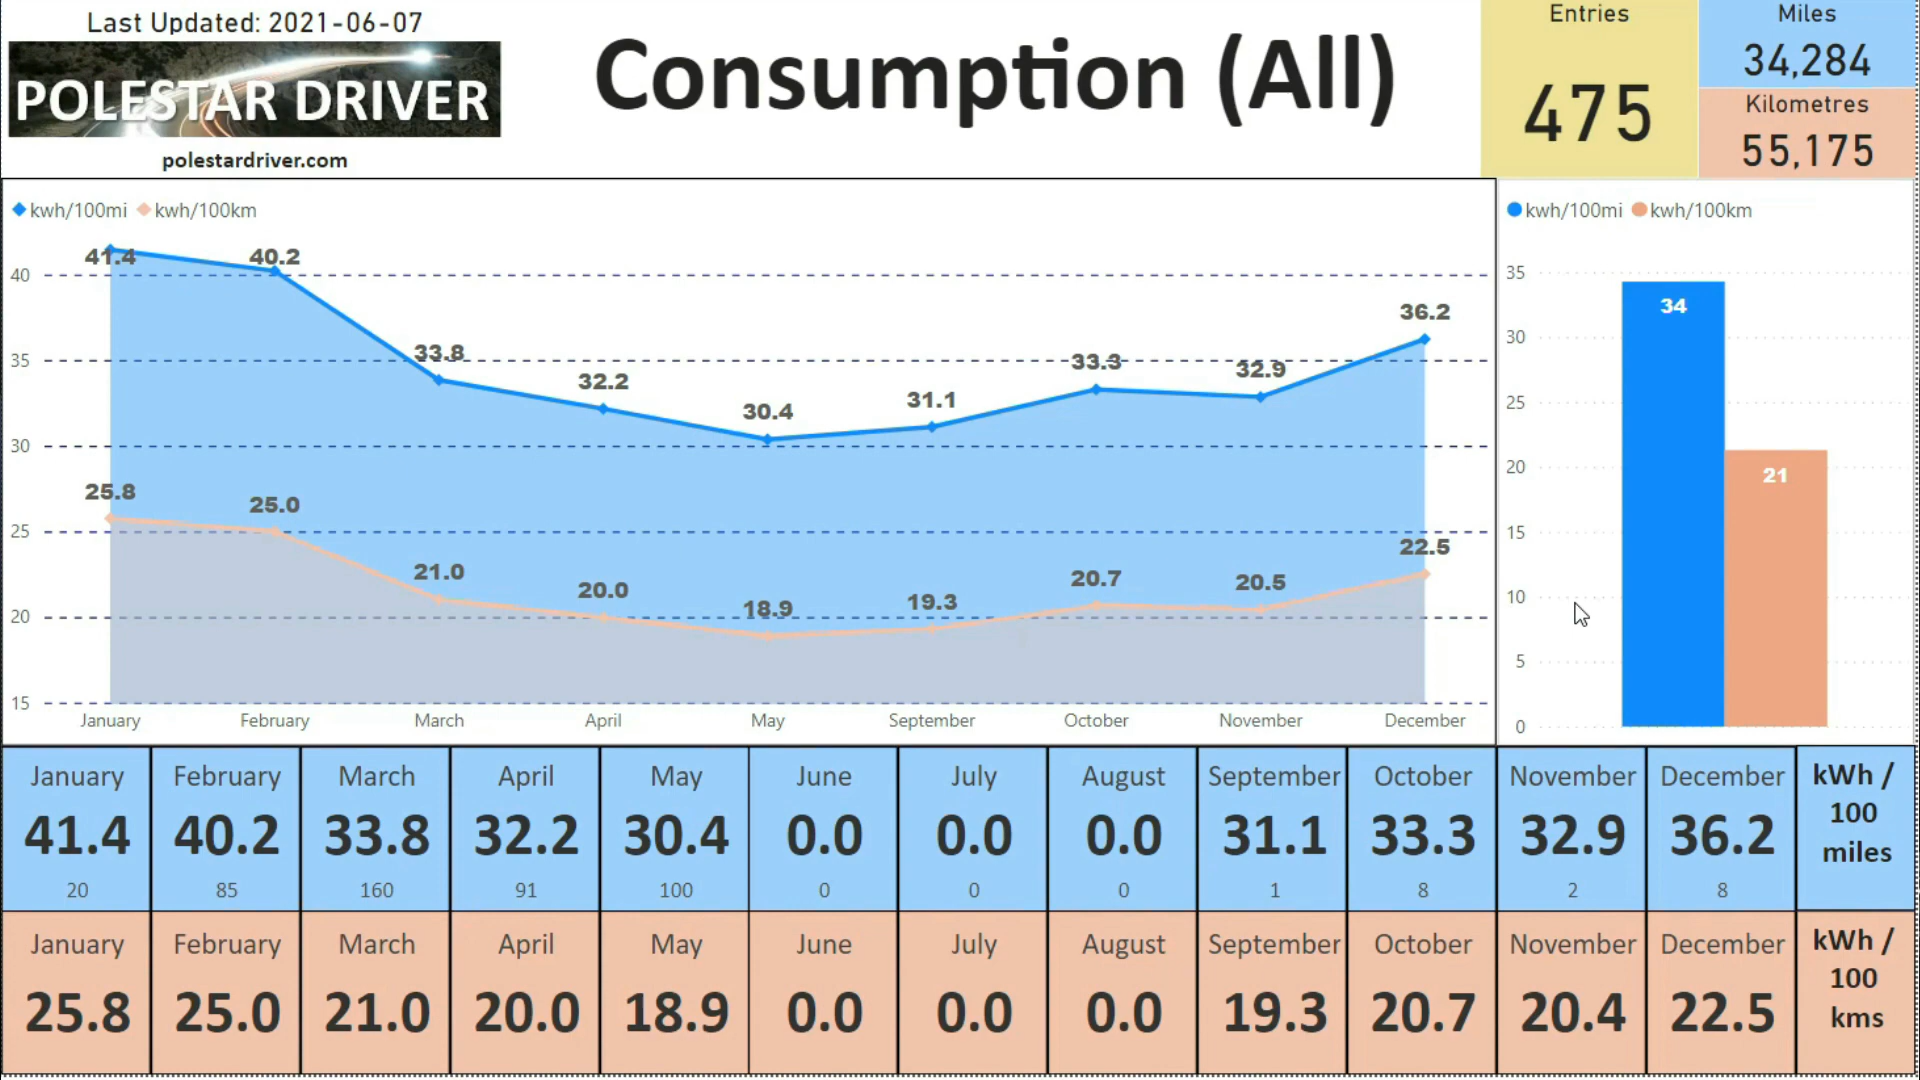 Last Updated: 2021-06-07
POLESTAR DRIVER
polestardriver.com
Consumption (All)
Entries
475
Miles
34,284
Kilometres
55,175
kwh/100mi kwh/100km
41.4 40.2 33.8 32.2 30.4 31.1 33.3 32.9 36.2
25.8 25.0 21.0 20.0 18.9 19.3 20.7 20.5 22.5
40
35
30
25
20
15
January February March April May September October November December
kwh/100mi kwh/100km
35
30
25
20
15
10
5
0
34
21
January February March April May June July August September October November December
41.4 40.2 33.8 32.2 30.4 0.0 0.0 0.0 31.1 33.3 32.9 36.2
20 85 160 91 100 0 0 0 1 8 2 8
kWh /
100
miles
January February March April May June July August September October November December
25.8 25.0 21.0 20.0 18.9 0.0 0.0 0.0 19.3 20.7 20.4 22.5
kWh /
100
kms